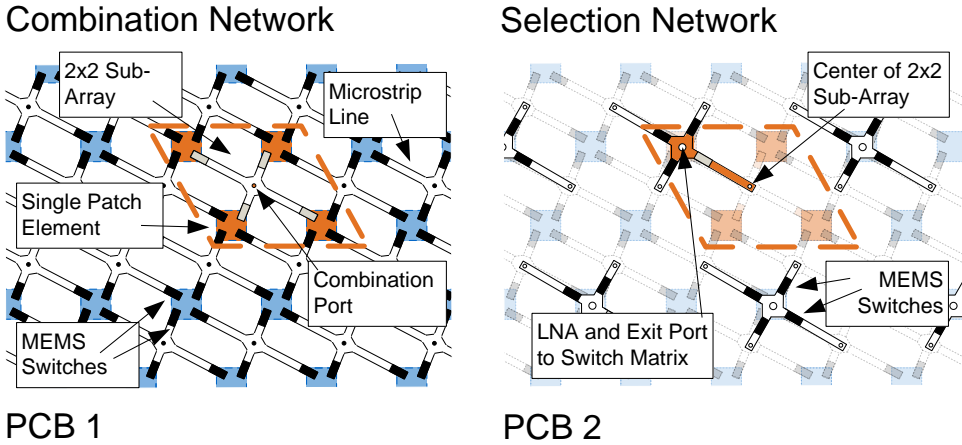 Combination Network
2x2 Sub-
Array
Microstrip
Line
Single Patch
Element
Combination
Port
MEMS
Switches
PCB 1
Selection Network
Center of 2x2
Sub-Array
MEMS
Switches
LNA and Exit Port
to Switch Matrix
PCB 2